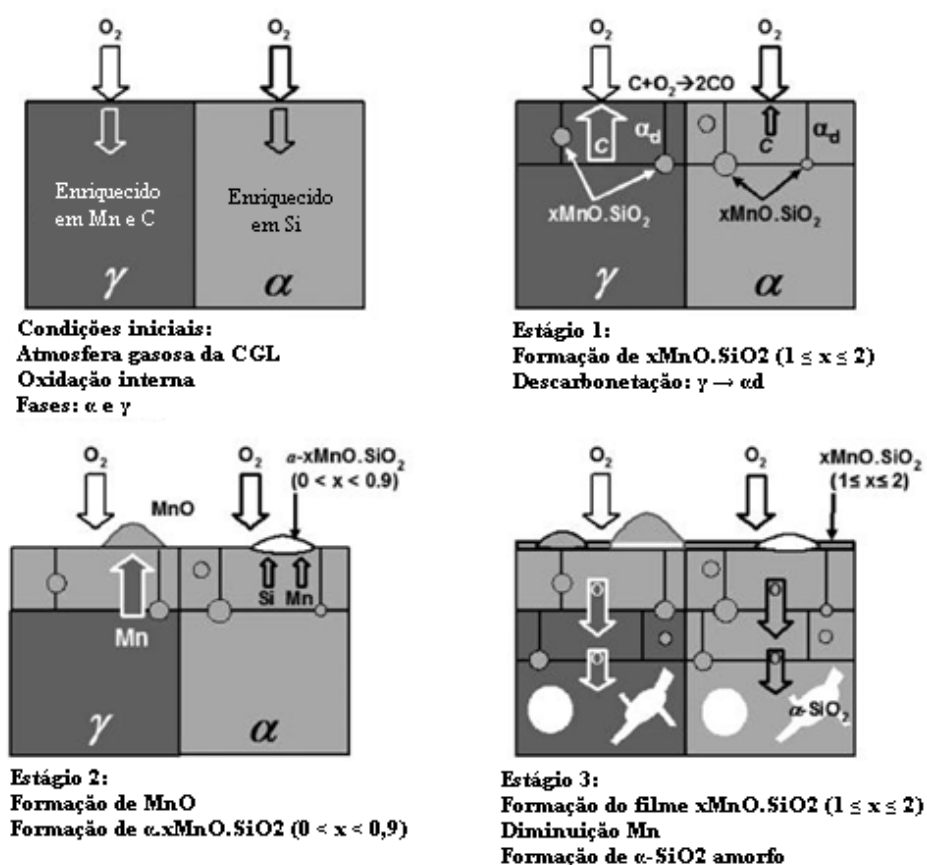 O2
O2
Enriquecido
em Mn e C
Enriquecido
em Si
γ
α
Condições iniciais:
Atmosfera gasosa da CGL
Oxidação interna
Fases: α e γ
O2
O2
C+O2→2CO
C
αd
C
αd
xMnO.SiO2
xMnO.SiO2
γ
α
Estágio 1:
Formação de xMnO.SiO2 (1 ≤ x ≤ 2)
Descarbonetação: γ → αd
O2
O2
α-xMnO.SiO2
(0 < x < 0.9)
MnO
Si
Mn
Mn
γ
α
Estágio 2:
Formação de MnO
Formação de α.xMnO.SiO2 (0 < x < 0,9)
O2
O2
xMnO.SiO2
(1≤ x≤ 2)
O
O
O
O
α-SiO2
Estágio 3:
Formação do filme xMnO.SiO2 (1 ≤ x ≤ 2)
Diminuição Mn
Formação de α-SiO2 amorfo